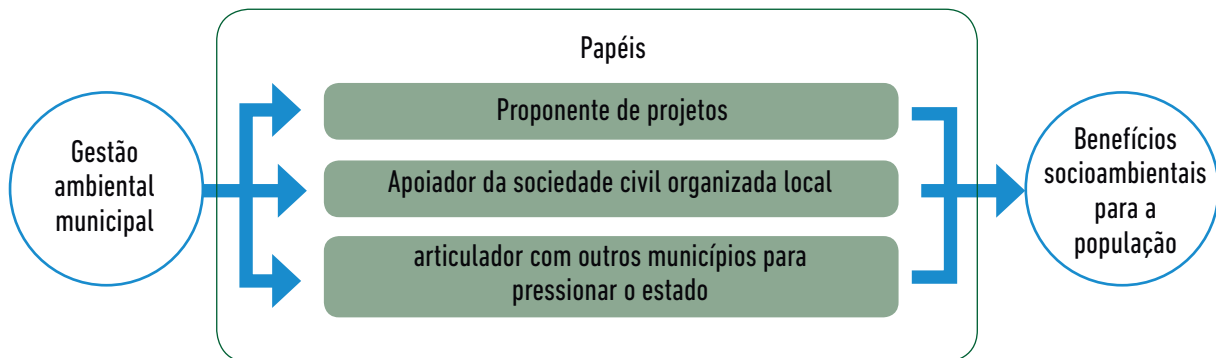 Papéis
Gestão
ambiental
municipal
Proponente de projetos
Apoiador da sociedade civil organizada local
articulador com outros municípios para
pressionar o estado
Benefícios
socioambientais
para a
população